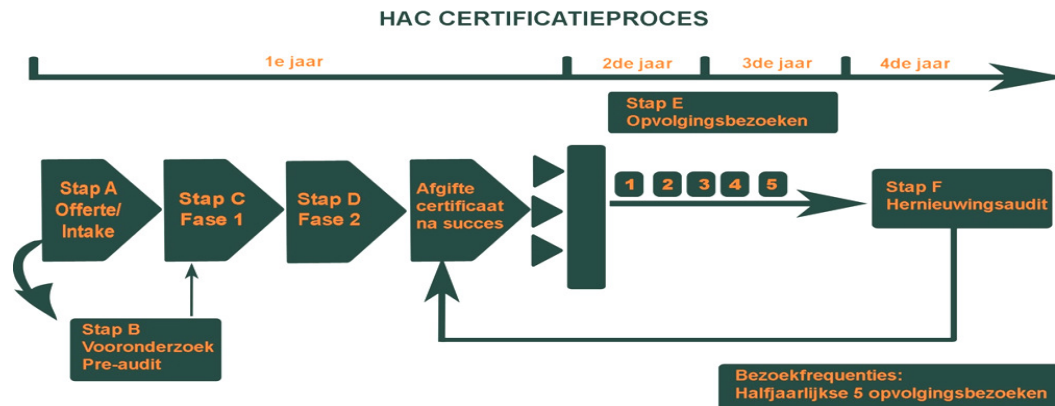 HAC CERTIFICATIEPROCES
1e jaar
2de jaar
3de jaar
4de jaar
Stap E
Opvolgingsbezoeken
Stap A
Offerte/
Intake
Stap C
Fase 1
Stap D
Fase 2
Afgifte
certificaat
na succes
1 2 3 4 5
Stap F
Hernieuwingsaudit
Stap B
Vooronderzoek
Pre-audit
Bezoekfrequenties:
Halfjaarlijkse 5 opvolgingsbezoeken